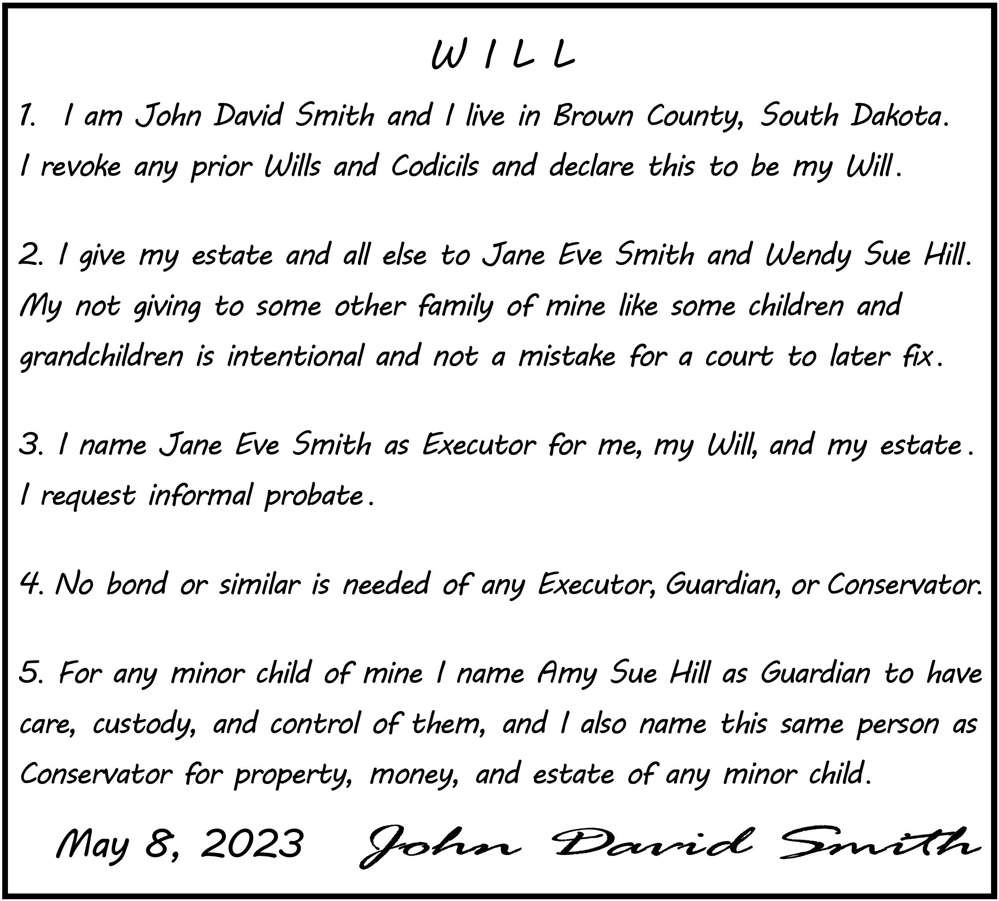 W I L L
1. I am John David Smith and I live in Brown County, South Dakota.
I revoke any prior Wills and Codicils and declare this to be my Will.
2. I give my estate and all else to Jane Eve Smith and Wendy Sue Hill.
My not giving to some other family of mine like some children and
grandchildren is intentional and not a mistake for a court to later fix.
3. I name Jane Eve Smith as Executor for me, my Will, and my estate.
I request informal probate.
4. No bond or similar is needed of any Executor, Guardian, or Conservator.
5. For any minor child of mine I name Amy Sue Hill as Guardian to have
care, custody, and control of them, and I also name this same person as
Conservator for property, money, and estate of any minor child.
May 8, 2023 John David Smith